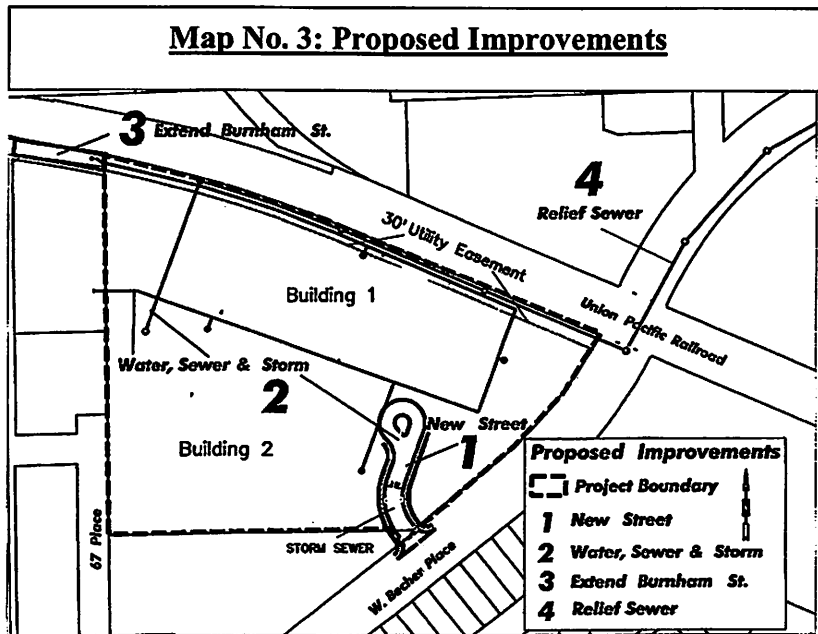 Map No. 3: Proposed Improvements
3 Extend Burnham St.
4
Relief Sewer
30' Utility Easement
Building 1
Union Pacific Railroad
Water, Sewer & Storm
2
New Street
1
Building 2
STORM SEWER
67 Place
W. Becher Place
Proposed Improvements
Project Boundary
1 New Street
2 Water, Sewer & Storm
3 Extend Burnham St.
4 Relief Sewer